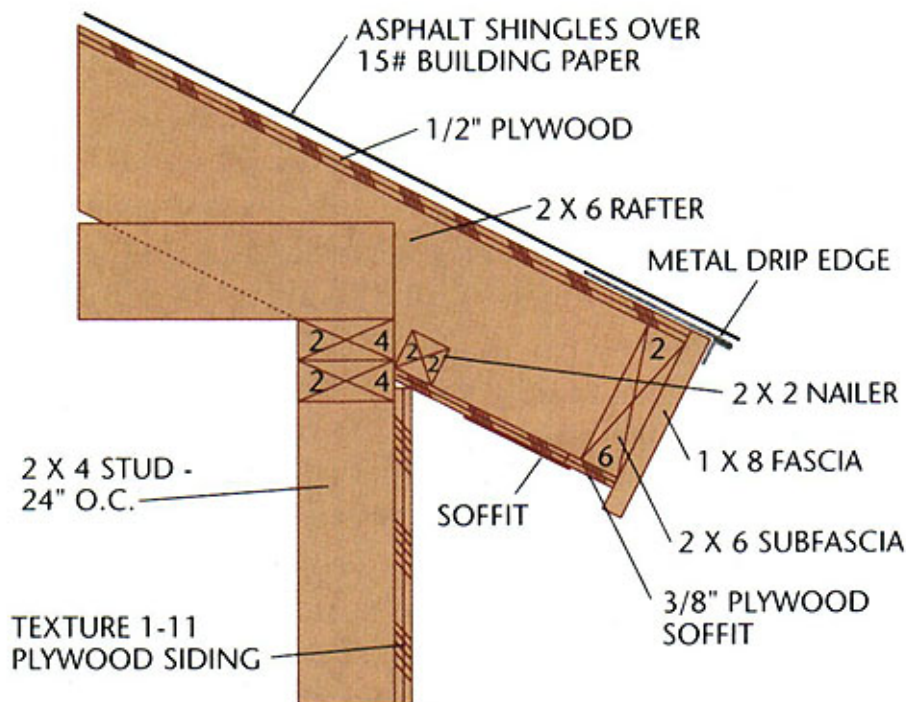 ASPHALT SHINGLES OVER
15# BUILDING PAPER
1/2" PLYWOOD
2 X 6 RAFTER
METAL DRIP EDGE
2 4
2 4
2 2
2
6
2 X 2 NAILER
1 X 8 FASCIA
2 X 4 STUD -
24" O.C.
SOFFIT
2 X 6 SUBFASCIA
3/8" PLYWOOD
SOFFIT
TEXTURE 1-11
PLYWOOD SIDING